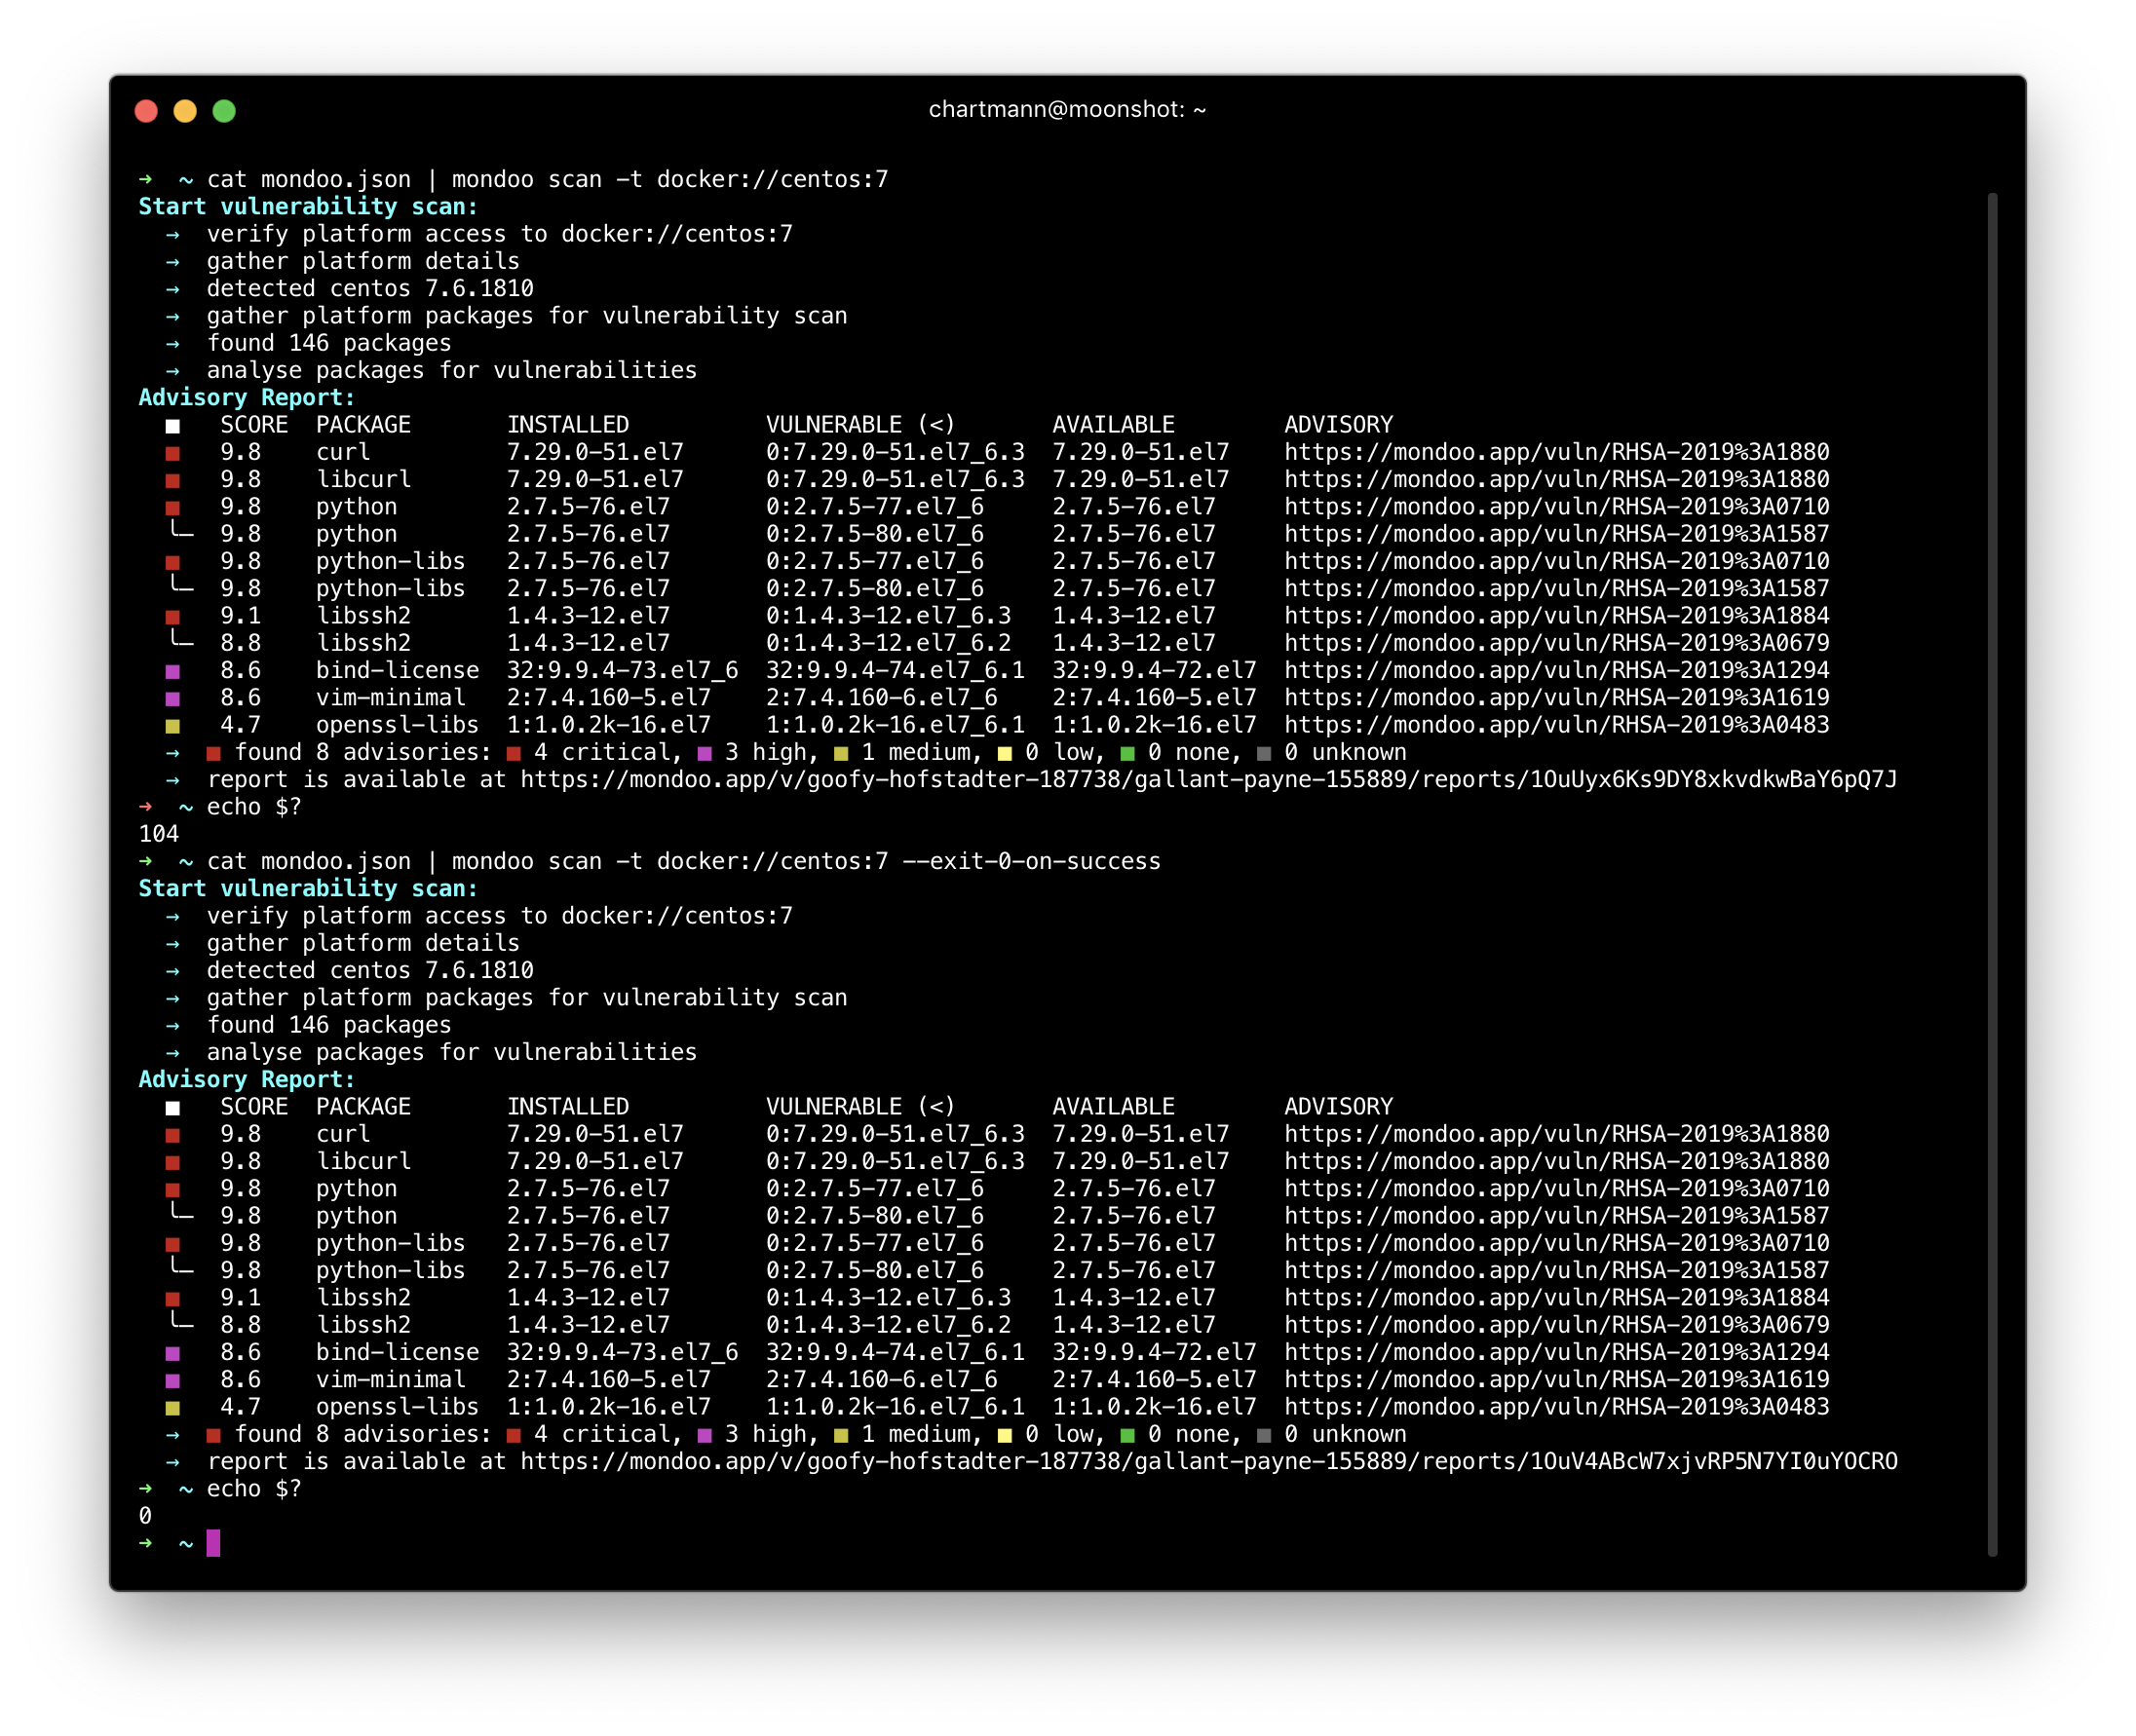 chartmann@moonshot: ~
➜  ~ cat mondoo.json | mondoo scan -t docker://centos:7
Start vulnerability scan:
  →  verify platform access to docker://centos:7
  →  gather platform details
  →  detected centos 7.6.1810
  →  gather platform packages for vulnerability scan
  →  found 146 packages
  →  analyse packages for vulnerabilities
Advisory Report:
  ■   SCORE  PACKAGE       INSTALLED          VULNERABLE (<)       AVAILABLE        ADVISORY
  ■   9.8    curl          7.29.0-51.el7      0:7.29.0-51.el7_6.3  7.29.0-51.el7    https://mondoo.app/vuln/RHSA-2019%3A1880
  ■   9.8    libcurl       7.29.0-51.el7      0:7.29.0-51.el7_6.3  7.29.0-51.el7    https://mondoo.app/vuln/RHSA-2019%3A1880
  ■   9.8    python        2.7.5-76.el7       0:2.7.5-77.el7_6     2.7.5-76.el7     https://mondoo.app/vuln/RHSA-2019%3A0710
  ╰─  9.8    python        2.7.5-76.el7       0:2.7.5-80.el7_6     2.7.5-76.el7     https://mondoo.app/vuln/RHSA-2019%3A1587
  ■   9.8    python-libs   2.7.5-76.el7       0:2.7.5-77.el7_6     2.7.5-76.el7     https://mondoo.app/vuln/RHSA-2019%3A0710
  ╰─  9.8    python-libs   2.7.5-76.el7       0:2.7.5-80.el7_6     2.7.5-76.el7     https://mondoo.app/vuln/RHSA-2019%3A1587
  ■   9.1    libssh2       1.4.3-12.el7       0:1.4.3-12.el7_6.3   1.4.3-12.el7     https://mondoo.app/vuln/RHSA-2019%3A1884
  ╰─  8.8    libssh2       1.4.3-12.el7       0:1.4.3-12.el7_6.2   1.4.3-12.el7     https://mondoo.app/vuln/RHSA-2019%3A0679
  ■   8.6    bind-license  32:9.9.4-73.el7_6  32:9.9.4-74.el7_6.1  32:9.9.4-72.el7  https://mondoo.app/vuln/RHSA-2019%3A1294
  ■   8.6    vim-minimal   2:7.4.160-5.el7    2:7.4.160-6.el7_6    2:7.4.160-5.el7  https://mondoo.app/vuln/RHSA-2019%3A1619
  ■   4.7    openssl-libs  1:1.0.2k-16.el7    1:1.0.2k-16.el7_6.1  1:1.0.2k-16.el7  https://mondoo.app/vuln/RHSA-2019%3A0483
  →  ■ found 8 advisories: ■ 4 critical, ■ 3 high, ■ 1 medium, ■ 0 low, ■ 0 none, ■ 0 unknown
  →  report is available at https://mondoo.app/v/goofy-hofstadter-187738/gallant-payne-155889/reports/1OuUyx6Ks9DY8xkvdkwBaY6pQ7J
➜  ~ echo $?
104
➜  ~ cat mondoo.json | mondoo scan -t docker://centos:7 --exit-0-on-success
Start vulnerability scan:
  →  verify platform access to docker://centos:7
  →  gather platform details
  →  detected centos 7.6.1810
  →  gather platform packages for vulnerability scan
  →  found 146 packages
  →  analyse packages for vulnerabilities
Advisory Report:
  ■   SCORE  PACKAGE       INSTALLED          VULNERABLE (<)       AVAILABLE        ADVISORY
  ■   9.8    curl          7.29.0-51.el7      0:7.29.0-51.el7_6.3  7.29.0-51.el7    https://mondoo.app/vuln/RHSA-2019%3A1880
  ■   9.8    libcurl       7.29.0-51.el7      0:7.29.0-51.el7_6.3  7.29.0-51.el7    https://mondoo.app/vuln/RHSA-2019%3A1880
  ■   9.8    python        2.7.5-76.el7       0:2.7.5-77.el7_6     2.7.5-76.el7     https://mondoo.app/vuln/RHSA-2019%3A0710
  ╰─  9.8    python        2.7.5-76.el7       0:2.7.5-80.el7_6     2.7.5-76.el7     https://mondoo.app/vuln/RHSA-2019%3A1587
  ■   9.8    python-libs   2.7.5-76.el7       0:2.7.5-77.el7_6     2.7.5-76.el7     https://mondoo.app/vuln/RHSA-2019%3A0710
  ╰─  9.8    python-libs   2.7.5-76.el7       0:2.7.5-80.el7_6     2.7.5-76.el7     https://mondoo.app/vuln/RHSA-2019%3A1587
  ■   9.1    libssh2       1.4.3-12.el7       0:1.4.3-12.el7_6.3   1.4.3-12.el7     https://mondoo.app/vuln/RHSA-2019%3A1884
  ╰─  8.8    libssh2       1.4.3-12.el7       0:1.4.3-12.el7_6.2   1.4.3-12.el7     https://mondoo.app/vuln/RHSA-2019%3A0679
  ■   8.6    bind-license  32:9.9.4-73.el7_6  32:9.9.4-74.el7_6.1  32:9.9.4-72.el7  https://mondoo.app/vuln/RHSA-2019%3A1294
  ■   8.6    vim-minimal   2:7.4.160-5.el7    2:7.4.160-6.el7_6    2:7.4.160-5.el7  https://mondoo.app/vuln/RHSA-2019%3A1619
  ■   4.7    openssl-libs  1:1.0.2k-16.el7    1:1.0.2k-16.el7_6.1  1:1.0.2k-16.el7  https://mondoo.app/vuln/RHSA-2019%3A0483
  →  ■ found 8 advisories: ■ 4 critical, ■ 3 high, ■ 1 medium, ■ 0 low, ■ 0 none, ■ 0 unknown
  →  report is available at https://mondoo.app/v/goofy-hofstadter-187738/gallant-payne-155889/reports/1OuV4ABcW7xjvRP5N7YI0uYOCRO
➜  ~ echo $?
0
➜  ~